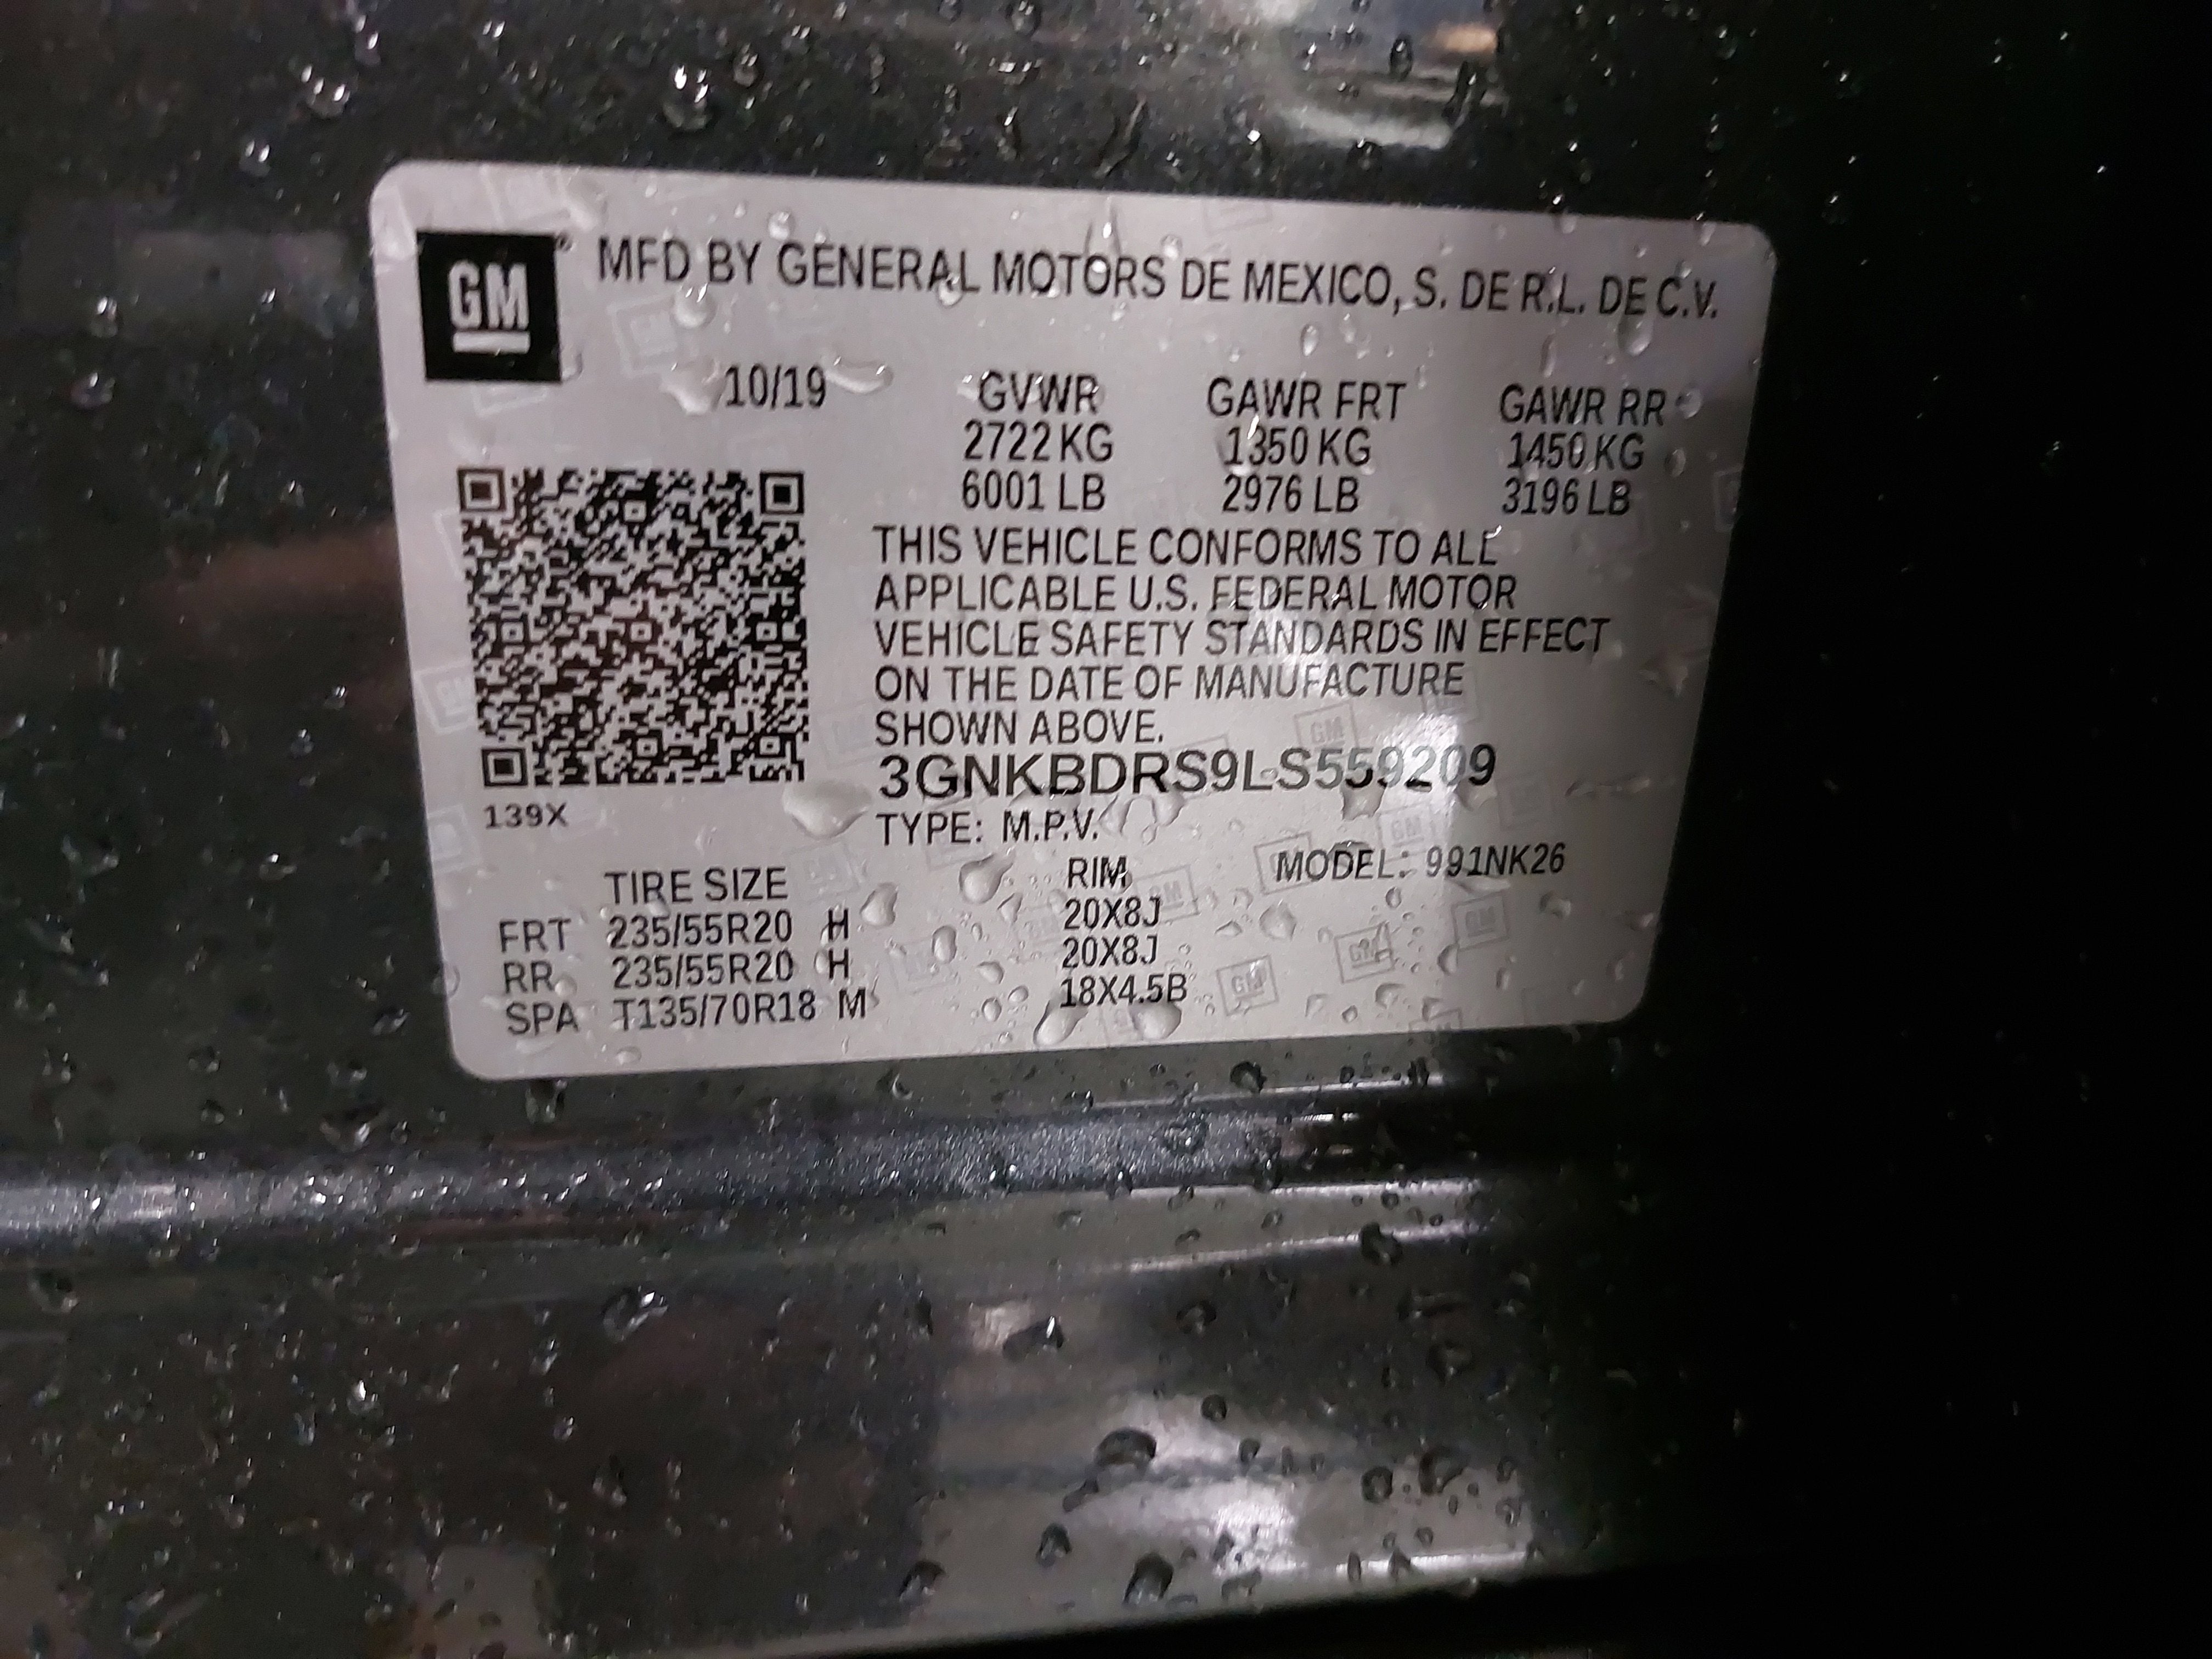 GM ® MFD BY GENERAL MOTORS DE MEXICO, S. DE R.L. DE C.V.
10/19 GVWR GAWR FRT GAWR RR
2722 KG 1350 KG 1450 KG
6001 LB 2976 LB 3196 LB
THIS VEHICLE CONFORMS TO ALL
APPLICABLE U.S. FEDERAL MOTOR
VEHICLE SAFETY STANDARDS IN EFFECT
ON THE DATE OF MANUFACTURE
SHOWN ABOVE.
3GNKBDRS9LS559209
139X
TYPE: M.P.V.
TIRE SIZE RIM MODEL: 991NK26
FRT 235/55R20 H 20X8J
RR 235/55R20 H 20X8J
SPA T135/70R18 M 18X4.5B